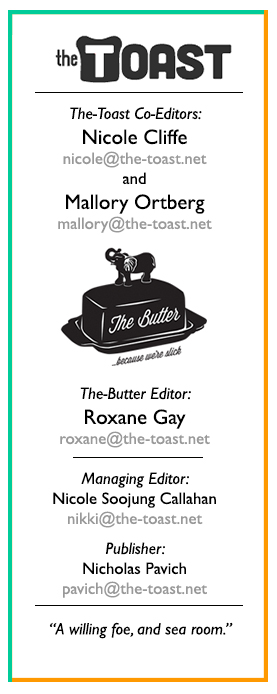 the TOAST
The-Toast Co-Editors:
Nicole Cliffe
nicole@the-toast.net
and
Mallory Ortberg
mallory@the-toast.net
The Butter
...because we're slick
The-Butter Editor:
Roxane Gay
roxane@the-toast.net
Managing Editor:
Nicole Soojung Callahan
nikki@the-toast.net
Publisher:
Nicholas Pavich
pavich@the-toast.net
“A willing foe, and sea room.”